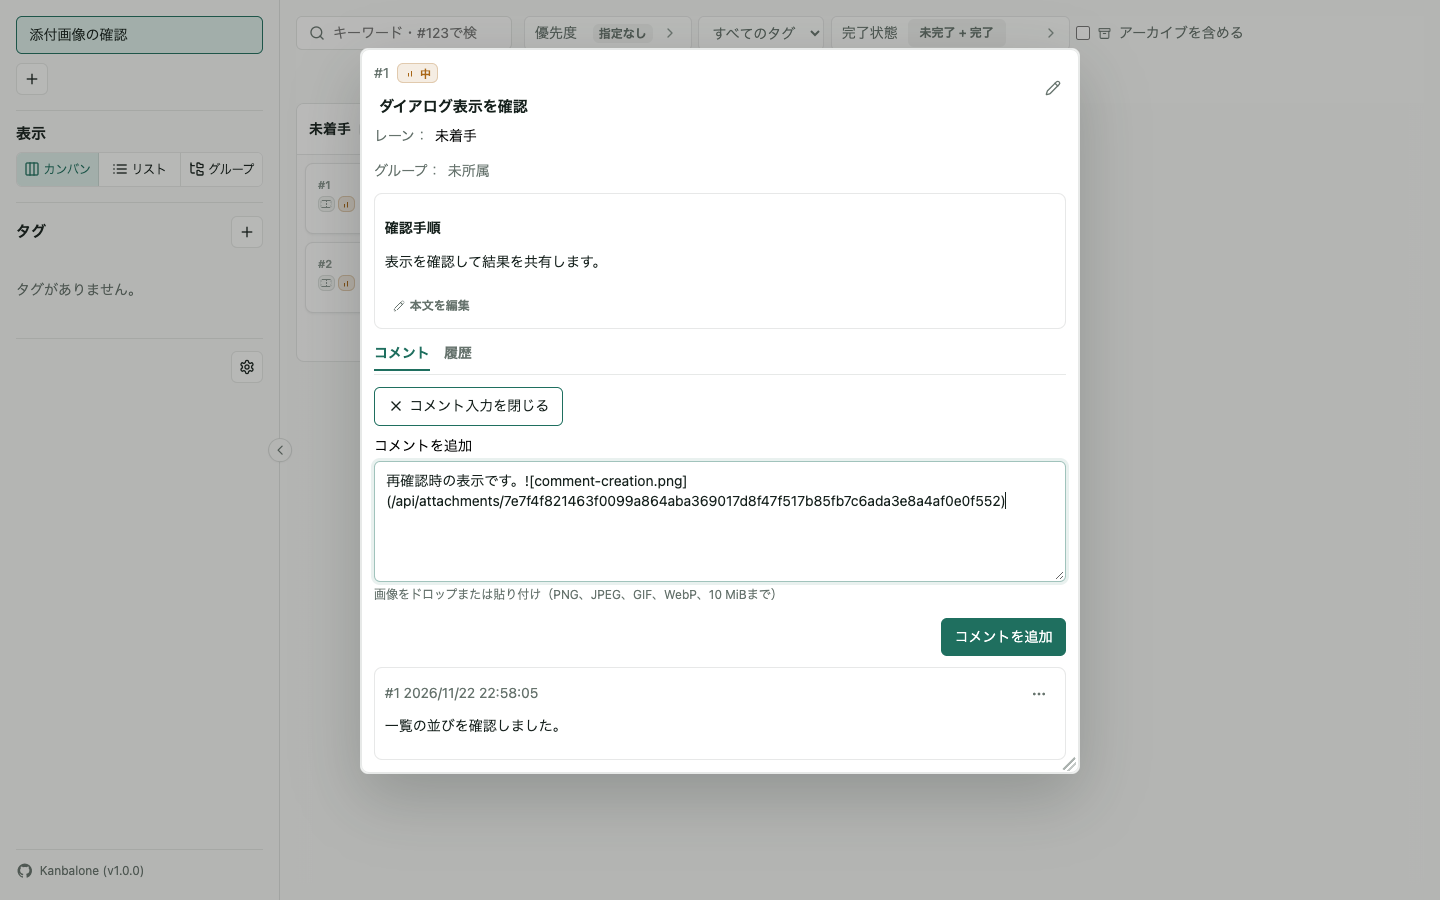 添付画像の確認
表示
カンバン
リスト
グループ
タグ
タグがありません。
Kanbalone (v1.0.0)
キーワード・#123で検
優先度 指定なし
すべてのタグ
完了状態 未完了 + 完了
アーカイブを含める
未着手
#1
#2
#1 中
ダイアログ表示を確認
レーン： 未着手
グループ： 未所属
確認手順
表示を確認して結果を共有します。
本文を編集
コメント 履歴
コメント入力を閉じる
コメントを追加
再確認時の表示です。![comment-creation.png]
(/api/attachments/7e7f4f821463f0099a864aba369017d8f47f517b85fb7c6ada3e8a4af0e0f552)
画像をドロップまたは貼り付け（PNG、JPEG、GIF、WebP、10 MiBまで）
コメントを追加
#1 2026/11/22 22:58:05
一覧の並びを確認しました。